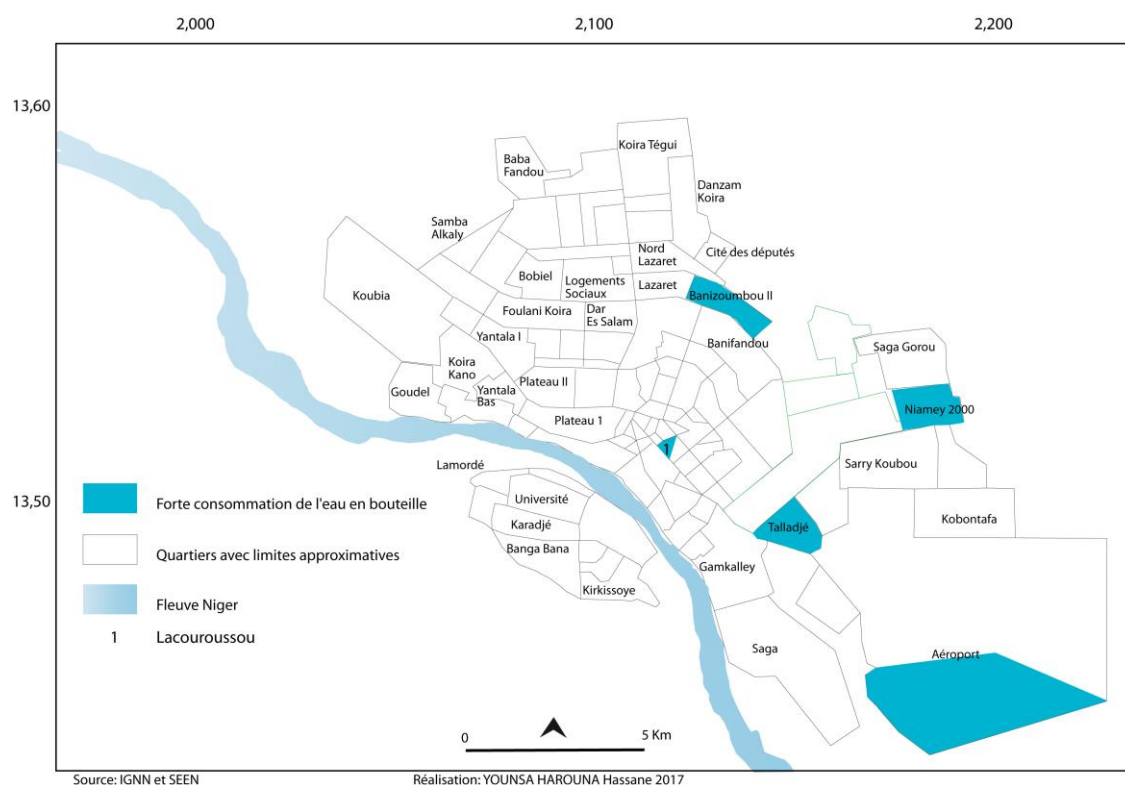 2,000
2,100
2,200
13,60
Koira Tégui
Baba
Fandou
Danzam
Koira
Samba
Alkaly
Nord
Lazaret
Cité des députés
Bobiel
Logements
Sociaux
Lazaret
Banizoumbou II
Koubia
Foulani Koira
Dar
Es Salam
Yantala I
Banifandou
Saga Gorou
Koira
Kano
Plateau II
Goudel
Yantala
Bas
Niamey 2000
Plateau 1
1
Lamordé
Sarry Koubou
13,50
Forte consommation de l'eau en bouteille
Université
Talladjé
Kobontafa
Karadjé
Quartiers avec limites approximatives
Banga Bana
Gamkalley
Kirkissoye
Fleuve Niger
1 Lacouroussou
Saga
Aéroport
0
5 Km
Source: IGNN et SEEN
Réalisation: YOUNSA HAROUNA Hassane 2017